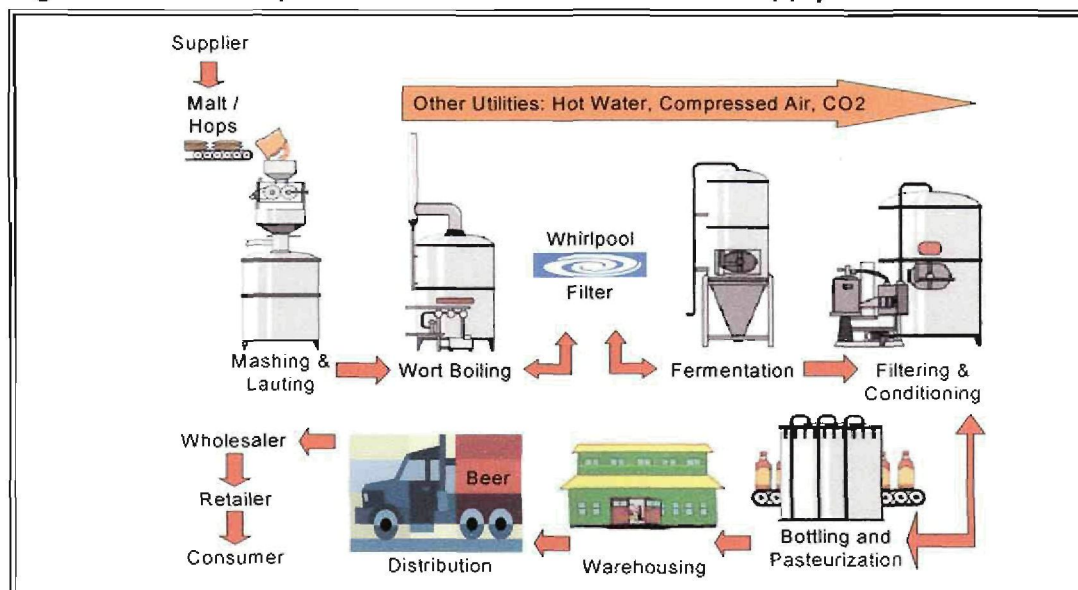 Supplier
Malt /
Hops
Other Utilities: Hot Water, Compressed Air, CO2
Mashing &
Lauting
Wort Boiling
Whirlpool
Filter
Fermentation
Filtering &
Conditioning
Bottling and
Pasteurization
Warehousing
Beer
Distribution
Wholesaler
Retailer
Consumer